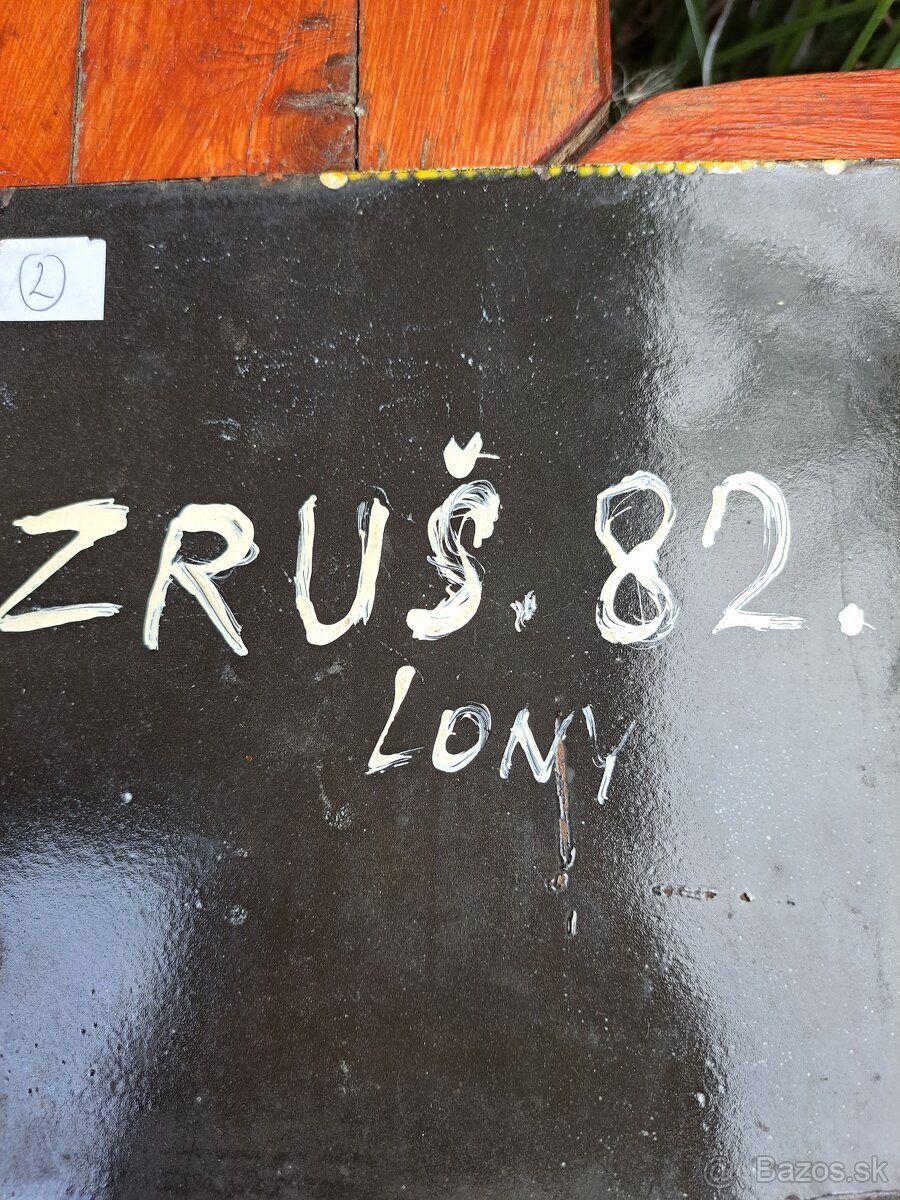 2
ZRUŠ. 82.
LONY
@ Bazos.sk